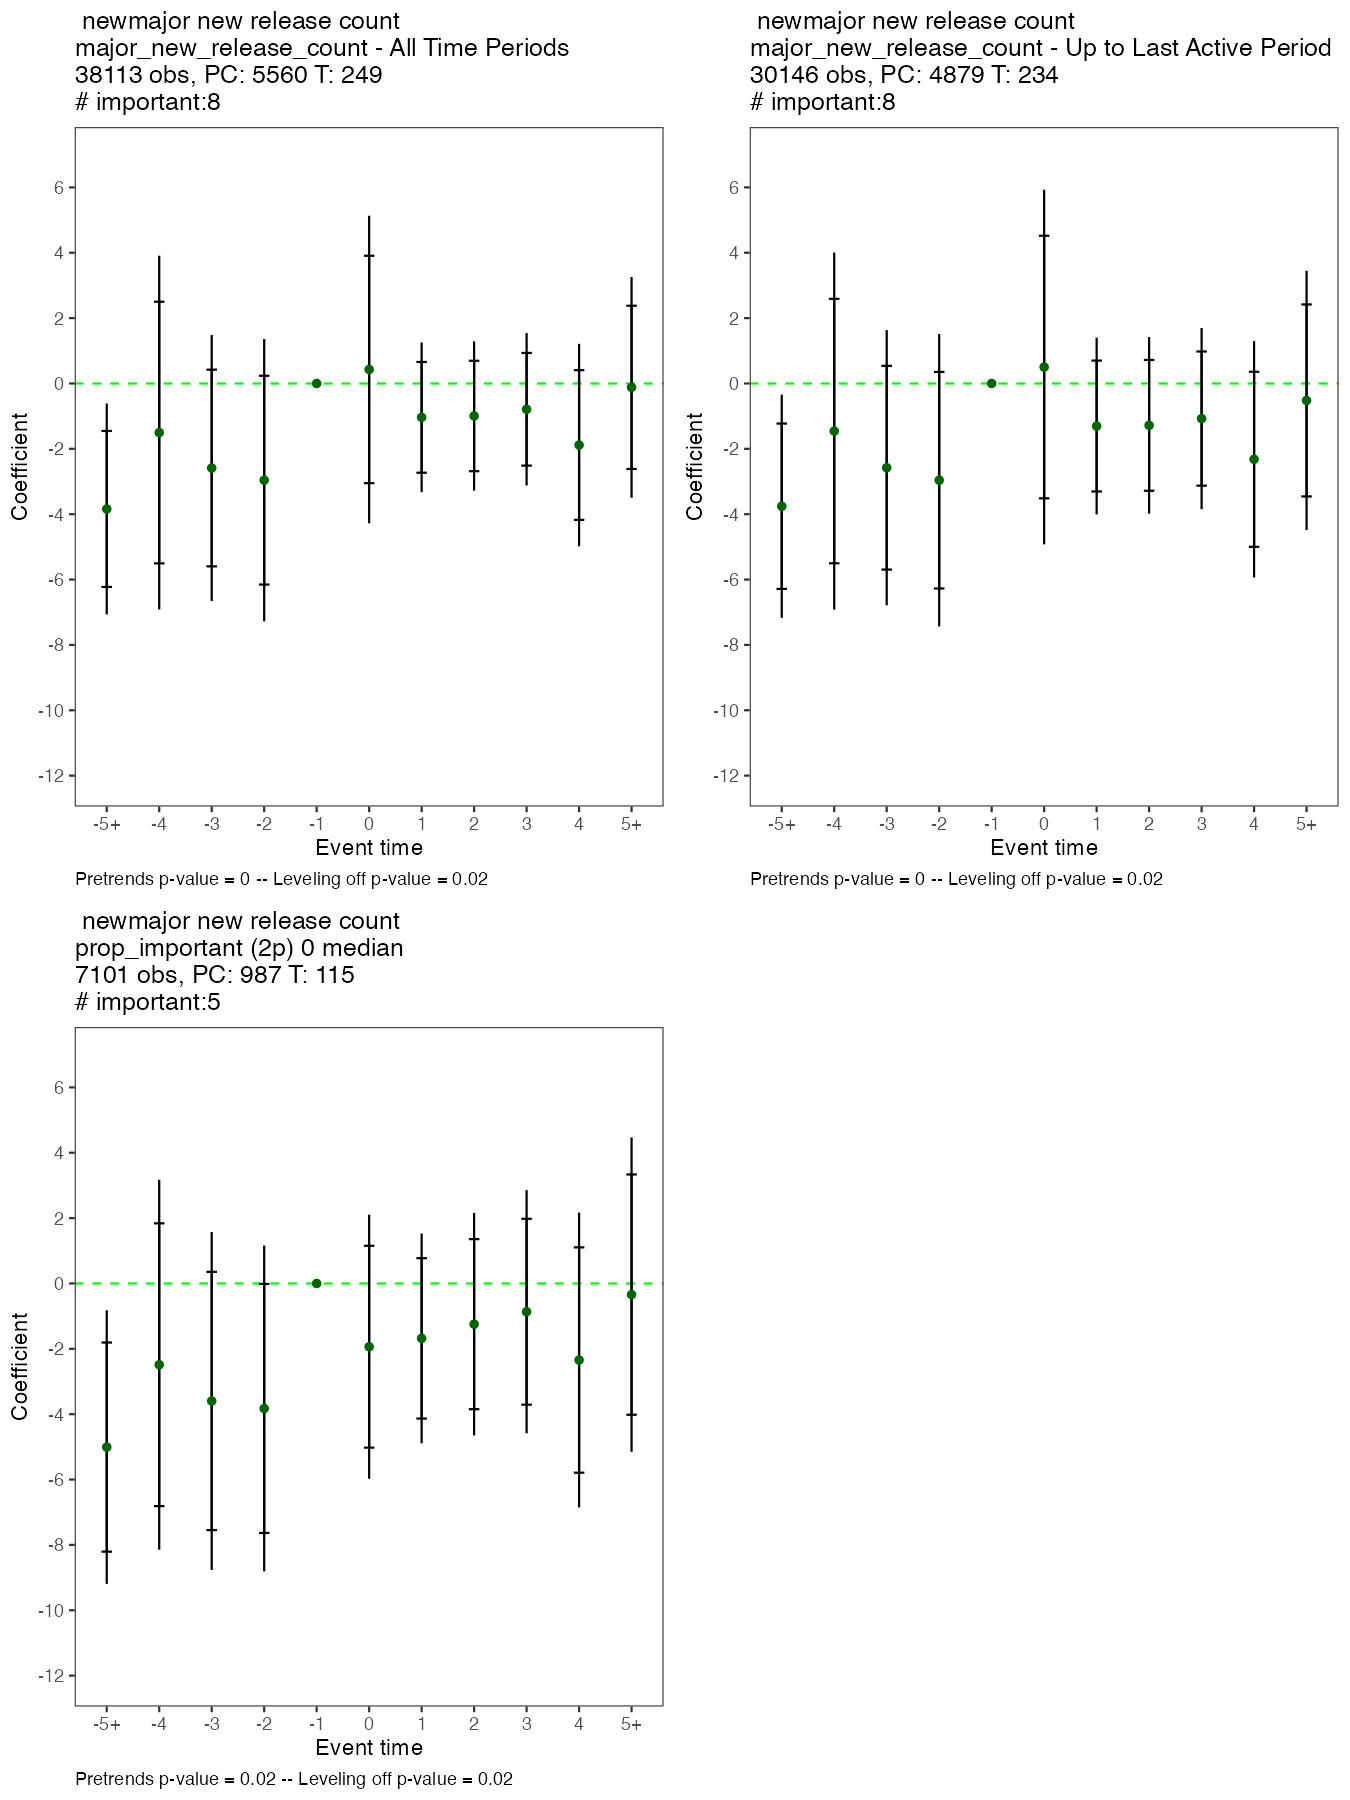 newmajor new release count
major_new_release_count - All Time Periods
38113 obs, PC: 5560 T: 249
# important:8
6
4
2
0
-2
-4
-6
-8
-10
-12
Coefficient
-5+ -4 -3 -2 -1 0 1 2 3 4 5+
Event time
Pretrends p-value = 0 -- Leveling off p-value = 0.02
newmajor new release count
major_new_release_count - Up to Last Active Period
30146 obs, PC: 4879 T: 234
# important:8
6
4
2
0
-2
-4
-6
-8
-10
-12
Coefficient
-5+ -4 -3 -2 -1 0 1 2 3 4 5+
Event time
Pretrends p-value = 0 -- Leveling off p-value = 0.02
newmajor new release count
prop_important (2p) 0 median
7101 obs, PC: 987 T: 115
# important:5
6
4
2
0
-2
-4
-6
-8
-10
-12
Coefficient
-5+ -4 -3 -2 -1 0 1 2 3 4 5+
Event time
Pretrends p-value = 0.02 -- Leveling off p-value = 0.02